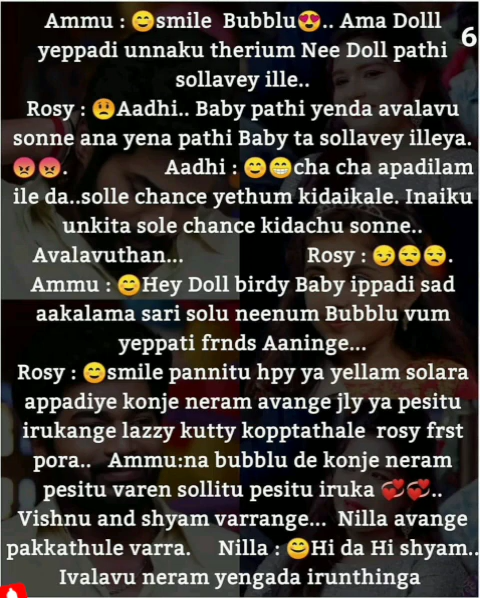 Ammu : 😊smile Bubblu😍.. Ama Dolll
6
yeppadi unnaku therium Nee Doll pathi
sollavey ille..
Rosy : 😟Aadhi.. Baby pathi yenda avalavu
sonne ana yena pathi Baby ta sollavey illeya.
😡😡. Aadhi : 😊😁cha cha apadilam
ile da..solle chance yethum kidaikale. Inaiku
unkita sole chance kidachu sonne..
Avalavuthan... Rosy : 😏😒😒.
Ammu : 😊Hey Doll birdy Baby ippadi sad
aakalama sari solu neenum Bubblu vum
yeppati frnds Aaninge...
Rosy : 😊smile pannitu hpy ya yellam solara
appadiye konje neram avange jly ya pesitu
irukange lazzy kutty kopptathale rosy frst
pora.. Ammu:na bubblu de konje neram
pesitu varen sollitu pesitu iruka 💞💞..
Vishnu and shyam varrange... Nilla avange
pakkathule varra. Nilla : 😊Hi da Hi shyam..
Ivalavu neram yengada irunthinga